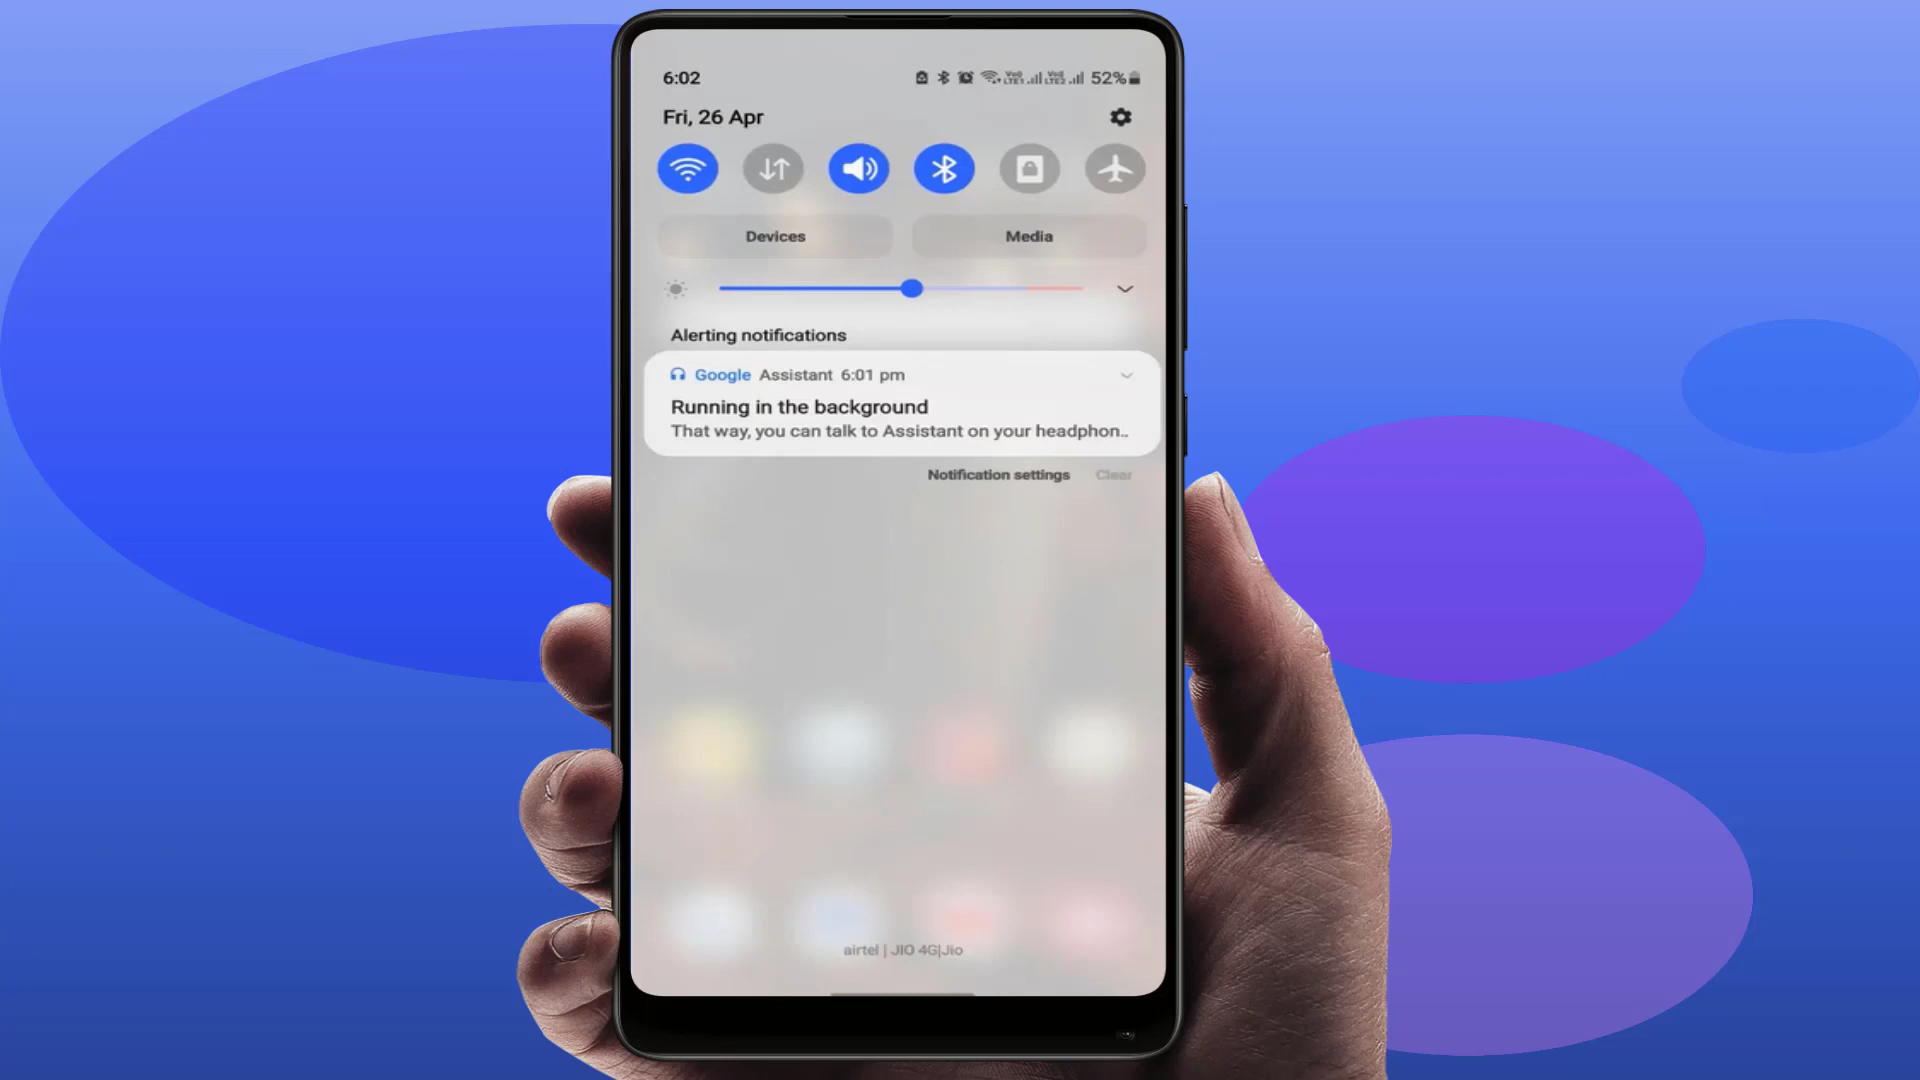 6:02 52%
Fri, 26 Apr
Devices Media
Alerting notifications
Google Assistant 6:01 pm
Running in the background
That way, you can talk to Assistant on your headphon..
Notification settings Clear
airtel | JIO 4G|Jio